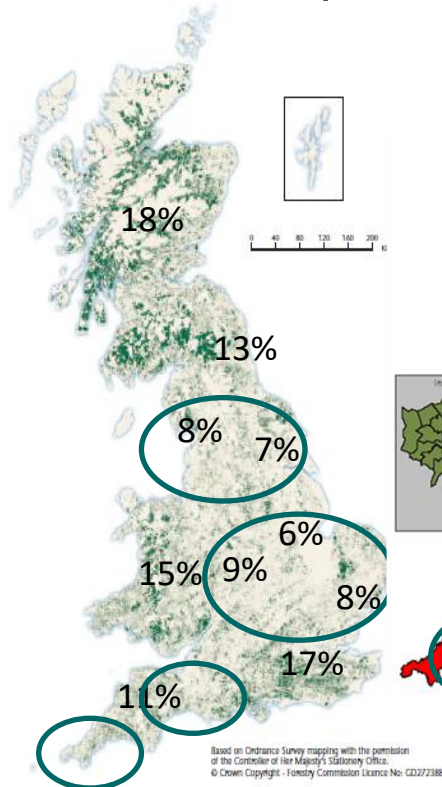 18%
0 40 80 120 160 200
13%
8%
7%
6%
15%
9%
8%
17%
11%
Based on Ordnance Survey mapping with the permission
of the Controller of Her Majesty's Stationery Office.
© Crown Copyright - Forestry Commission Licence No: